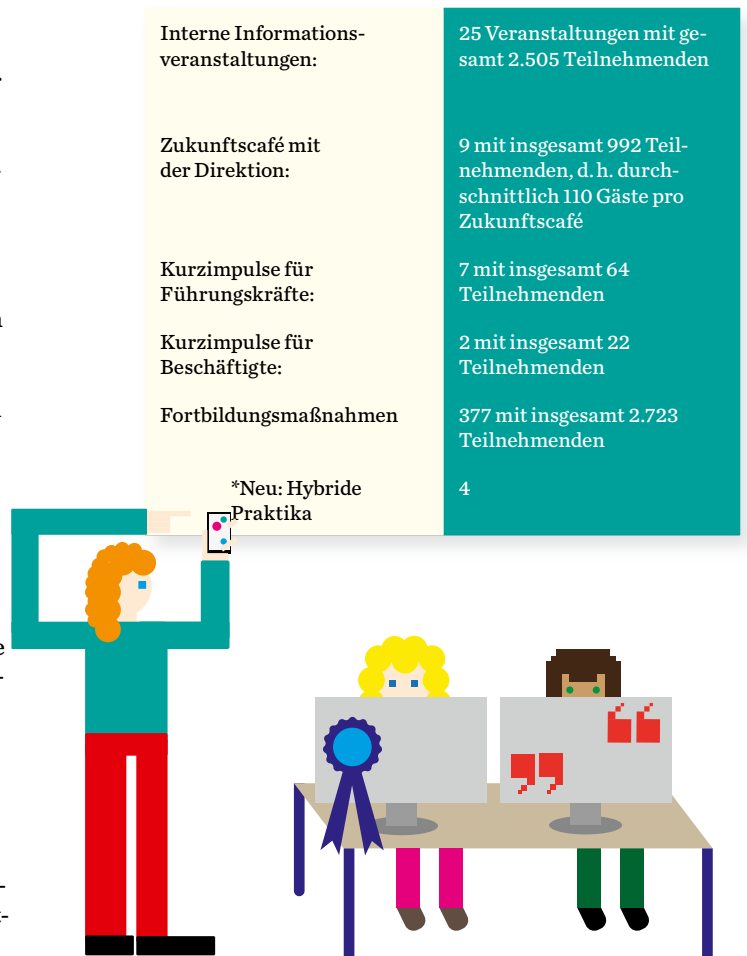 Interne Informations-
veranstaltungen:
25 Veranstaltungen mit ge-
samt 2.505 Teilnehmenden
Zukunftscafé mit
der Direktion:
9 mit insgesamt 992 Teil-
nehmenden, d. h. durch-
schnittlich 110 Gäste pro
Zukunftscafé
Kurzimpulse für
Führungskräfte:
7 mit insgesamt 64
Teilnehmenden
Kurzimpulse für
Beschäftigte:
2 mit insgesamt 22
Teilnehmenden
Fortbildungsmaßnahmen
377 mit insgesamt 2.723
Teilnehmenden
*Neu: Hybride
Praktika
4